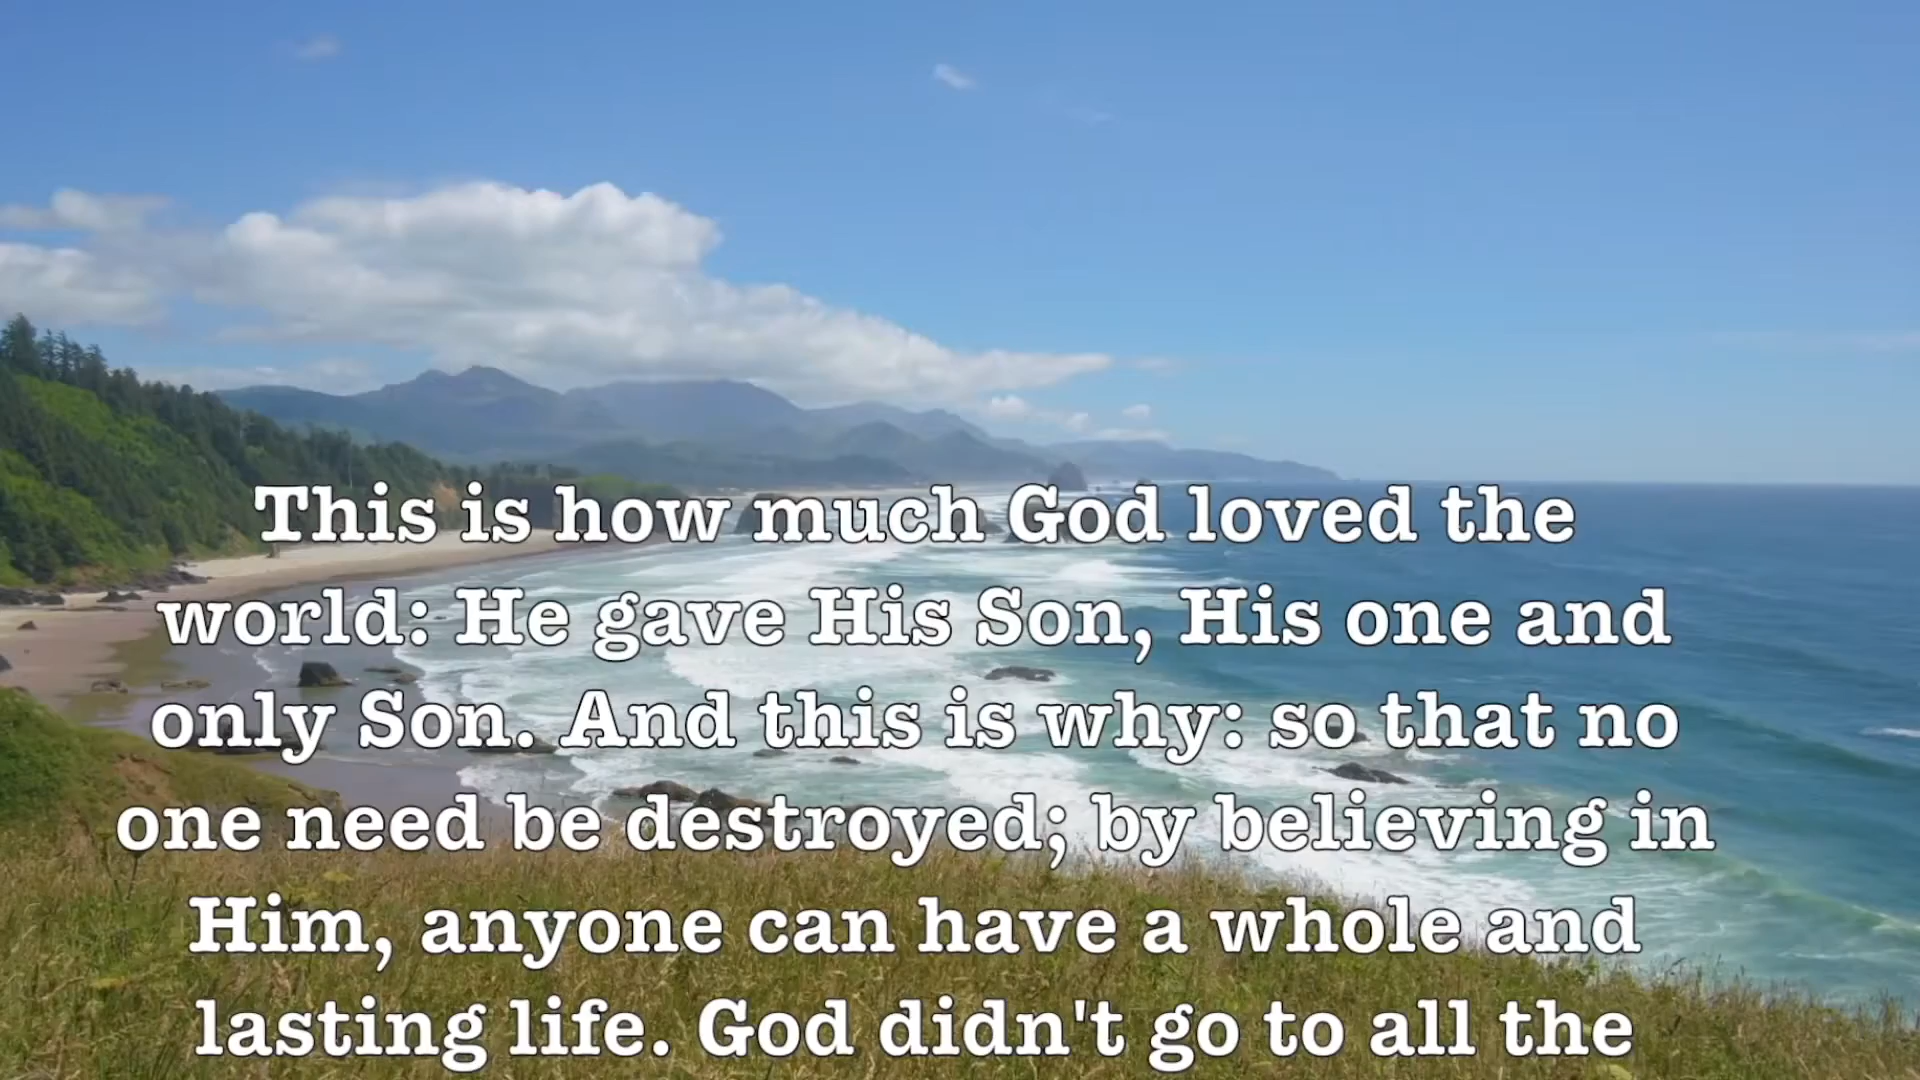 This is how much God loved the
world: He gave His Son, His one and
only Son. And this is why: so that no
one need be destroyed; by believing in
Him, anyone can have a whole and
lasting life. God didn't go to all the